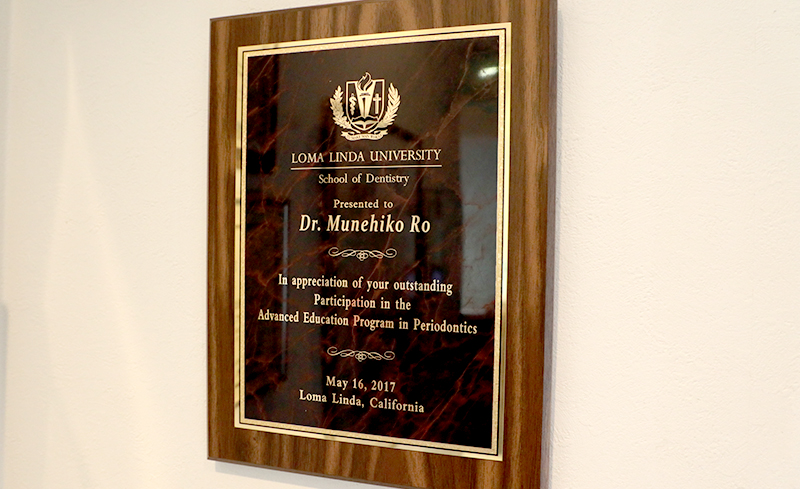 LOMA LINDA UNIVERSITY
School of Dentistry
Presented to
Dr. Munehiko Ro
In appreciation of your outstanding
Participation in the
Advanced Education Program in Periodontics
May 16, 2017
Loma Linda, California